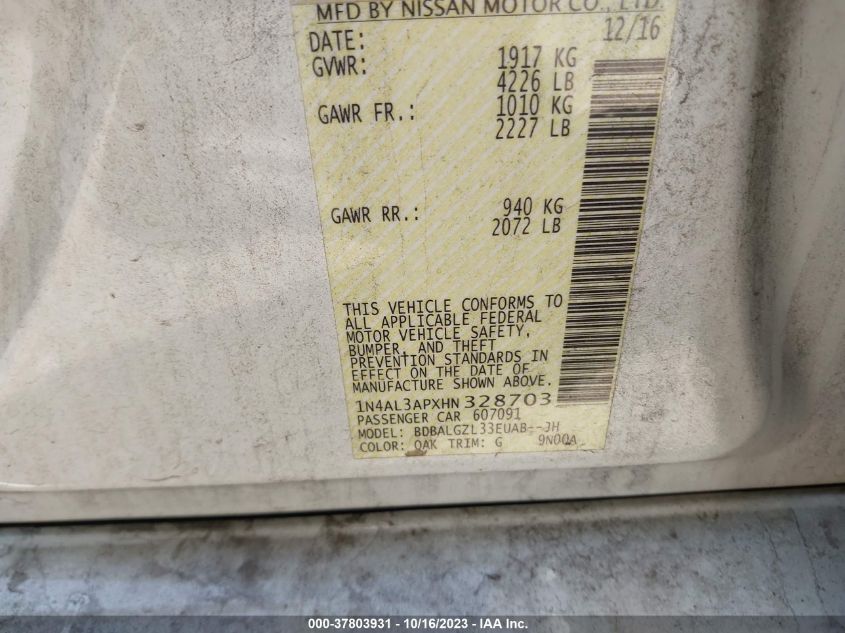 MFD BY NISSAN MOTOR CO., LTD.
DATE: 12/16
GVWR: 1917 KG
4226 LB
GAWR FR.: 1010 KG
2227 LB
GAWR RR.: 940 KG
2072 LB
THIS VEHICLE CONFORMS TO
ALL APPLICABLE FEDERAL
MOTOR VEHICLE SAFETY,
BUMPER, AND THEFT
PREVENTION STANDARDS IN
EFFECT ON THE DATE OF
MANUFACTURE SHOWN ABOVE.
1N4AL3APXHN328703
PASSENGER CAR 607091
MODEL: BDBALGZL33EUAB--JH
COLOR: QAK TRIM: G 9N00A
000-37803931 - 10/16/2023 - IAA Inc.